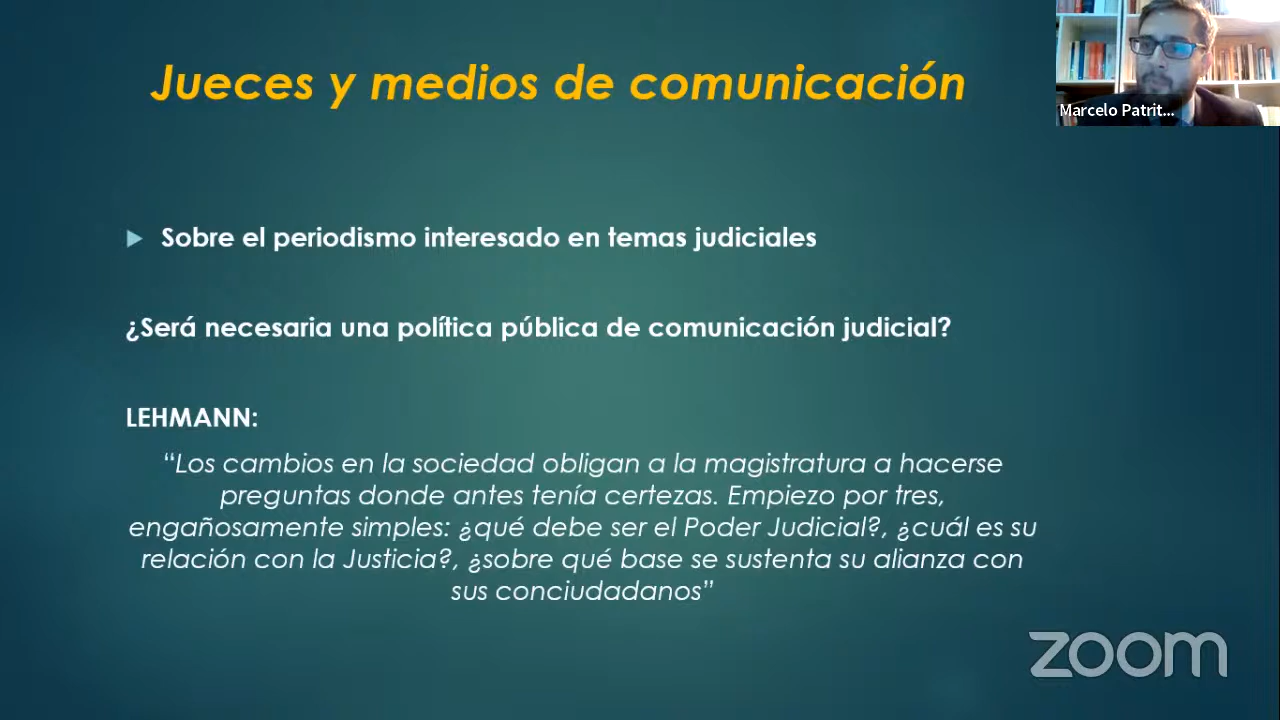 Jueces y medios de comunicación
Marcelo Patrit...
Sobre el periodismo interesado en temas judiciales
¿Será necesaria una política pública de comunicación judicial?
LEHMANN:
“Los cambios en la sociedad obligan a la magistratura a hacerse
preguntas donde antes tenía certezas. Empiezo por tres,
engañosamente simples: ¿qué debe ser el Poder Judicial?, ¿cuál es su
relación con la Justicia?, ¿sobre qué base se sustenta su alianza con
sus conciudadanos”
zoom